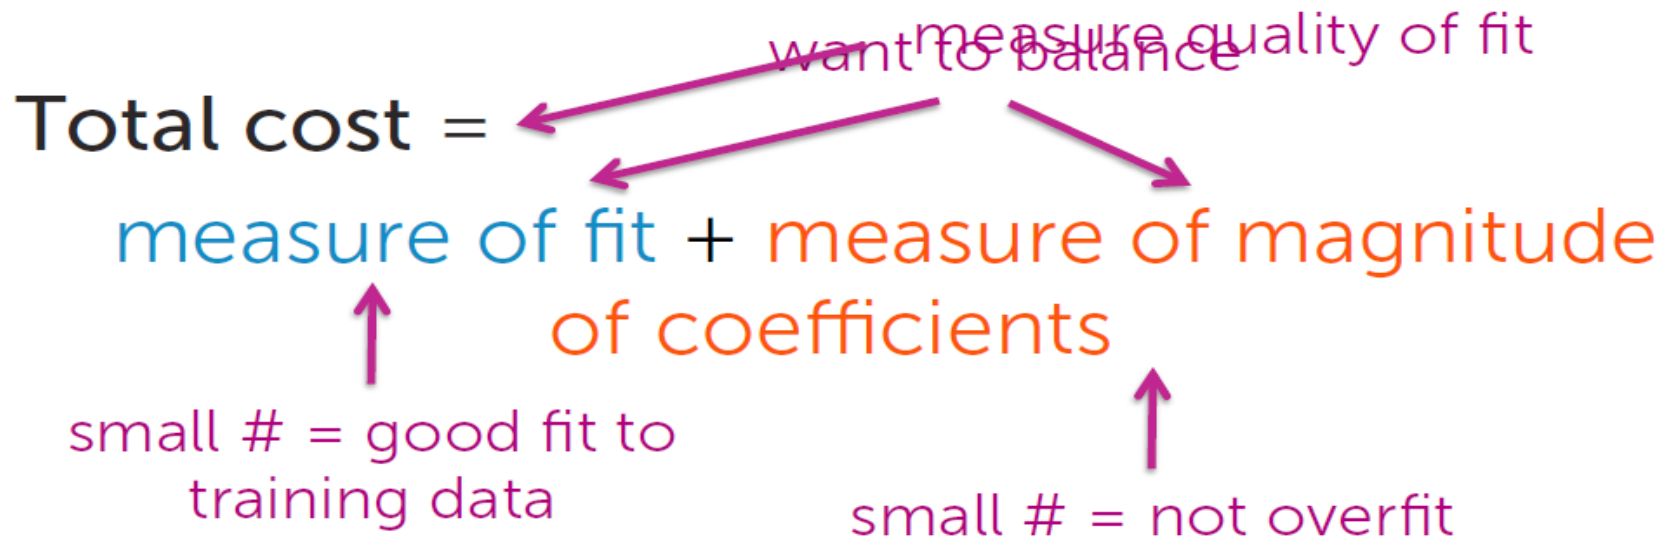 measure quality of fit
want to balance
Total cost =
measure of fit + measure of magnitude
of coefficients
small # = good fit to
training data
small # = not overfit